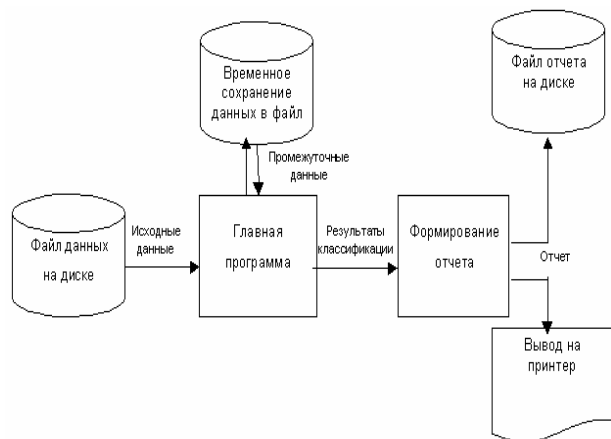 Временное
сохранение
данных в файл
Файл отчета
на диске
Промежуточные
данные
Файл данных
на диске
Исходные
данные
Главная
программа
Результаты
классификации
Формирование
отчета
Отчет
Вывод на
принтер